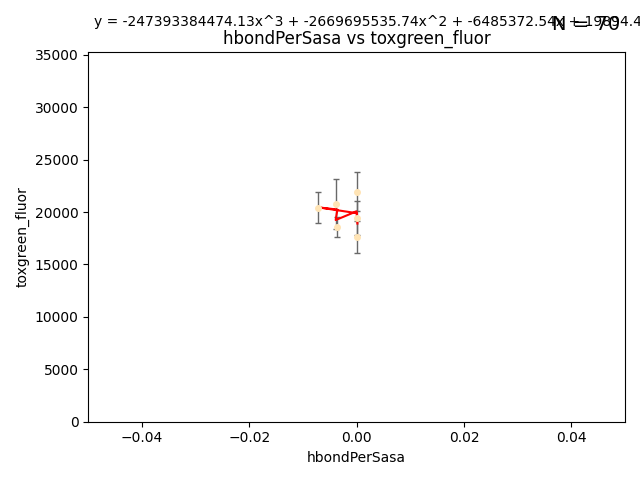 y = -247393384474.13x^3 + -2669695535.74x^2 + -6485372.54x + 19894.4
N = 70
hbondPerSasa vs toxgreen_fluor
35000
30000
25000
20000
15000
10000
5000
0
toxgreen_fluor
−0.04
−0.02
0.00
0.02
0.04
hbondPerSasa